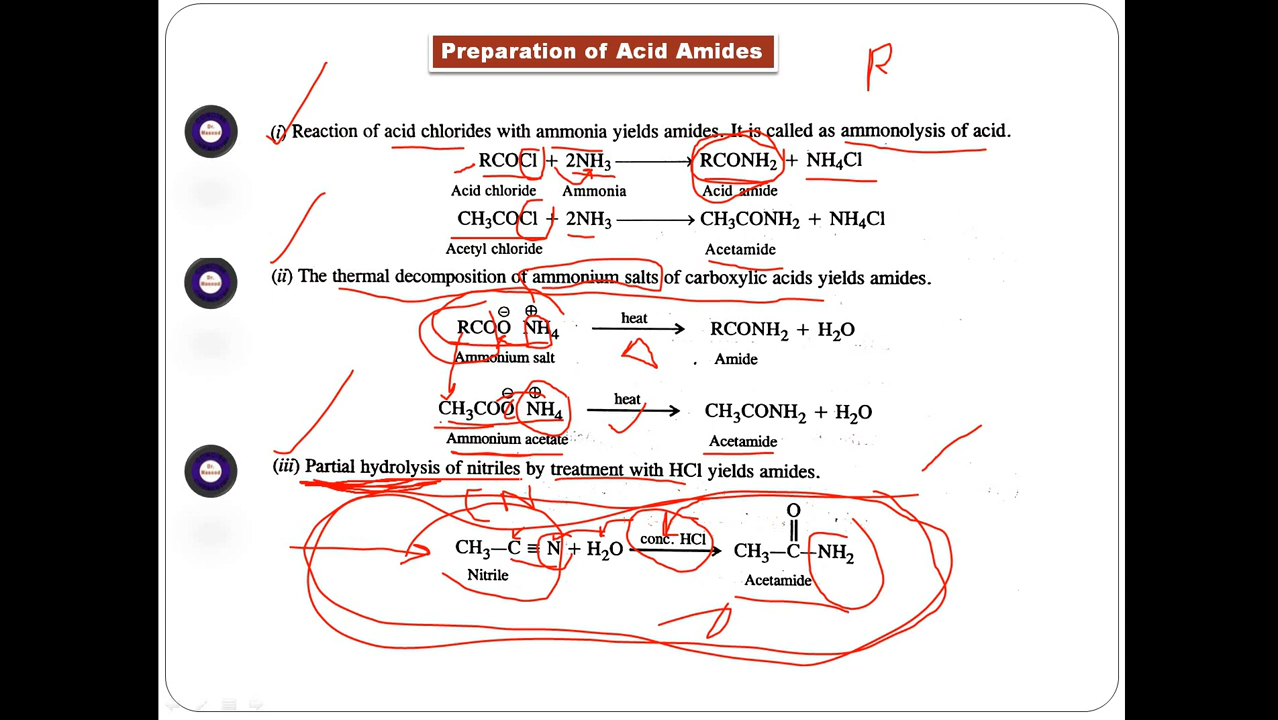 Preparation of Acid Amides
R
(i) Reaction of acid chlorides with ammonia yields amides. It is called as ammonolysis of acid.
RCOCl + 2NH₃ ⟶ RCONH₂ + NH₄Cl
Acid chloride Ammonia Acid amide
CH₃COCl + 2NH₃ ⟶ CH₃CONH₂ + NH₄Cl
Acetyl chloride Acetamide
(ii) The thermal decomposition of ammonium salts of carboxylic acids yields amides.
⊖ ⊕ heat
RCOO NH₄ ⟶ RCONH₂ + H₂O
Ammonium salt Amide
⊖ ⊕ heat
CH₃COO NH₄ ⟶ CH₃CONH₂ + H₂O
Ammonium acetate Acetamide
Dr.
(iii) Partial hydrolysis of nitriles by treatment with HCl yields amides.
O
||
conc. HCl
CH₃—C ≡ N + H₂O ⟶ CH₃—C—NH₂
Nitrile Acetamide